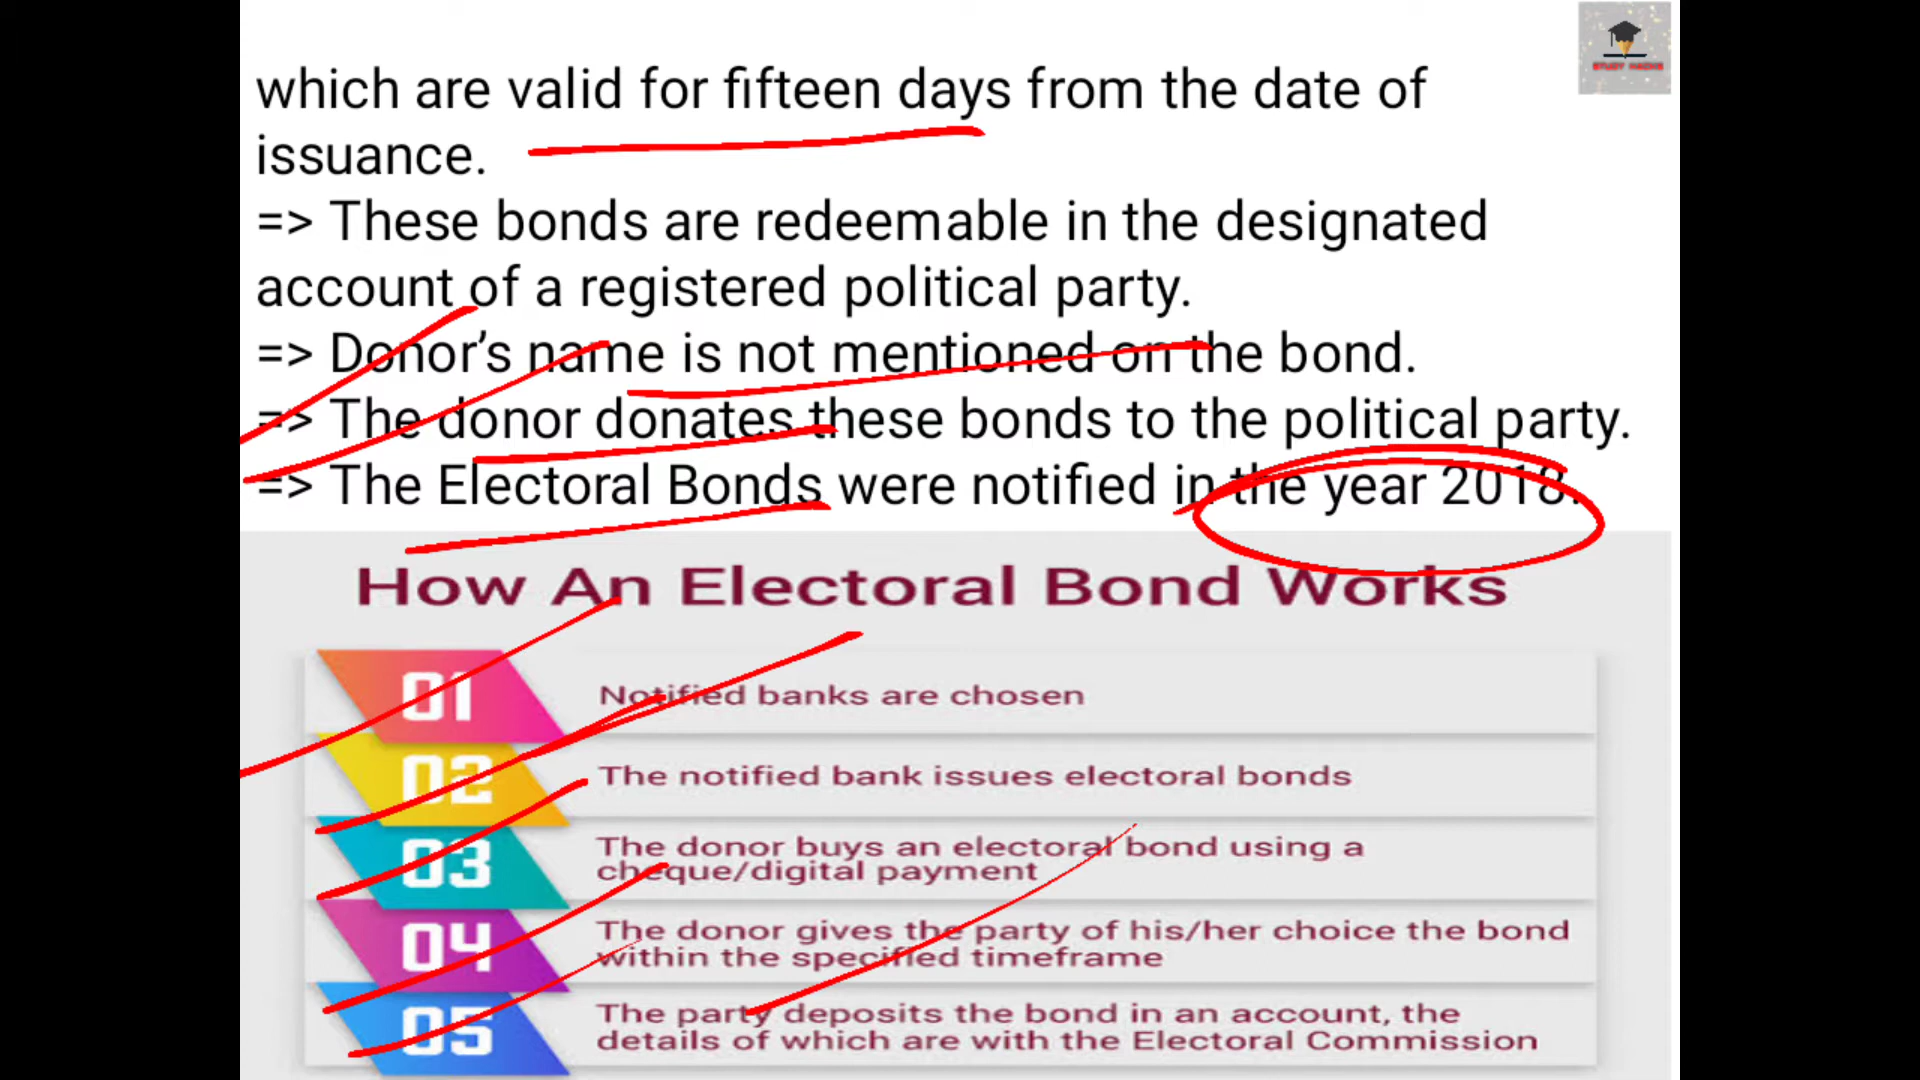 STUDY HACKS
which are valid for fifteen days from the date of
issuance.
=> These bonds are redeemable in the designated
account of a registered political party.
=> Donor’s name is not mentioned on the bond.
=> The donor donates these bonds to the political party.
=> The Electoral Bonds were notified in the year 2018.
How An Electoral Bond Works
01 Notified banks are chosen
02 The notified bank issues electoral bonds
03 The donor buys an electoral bond using a
cheque/digital payment
04 The donor gives the party of his/her choice the bond
within the specified timeframe
05 The party deposits the bond in an account, the
details of which are with the Electoral Commission